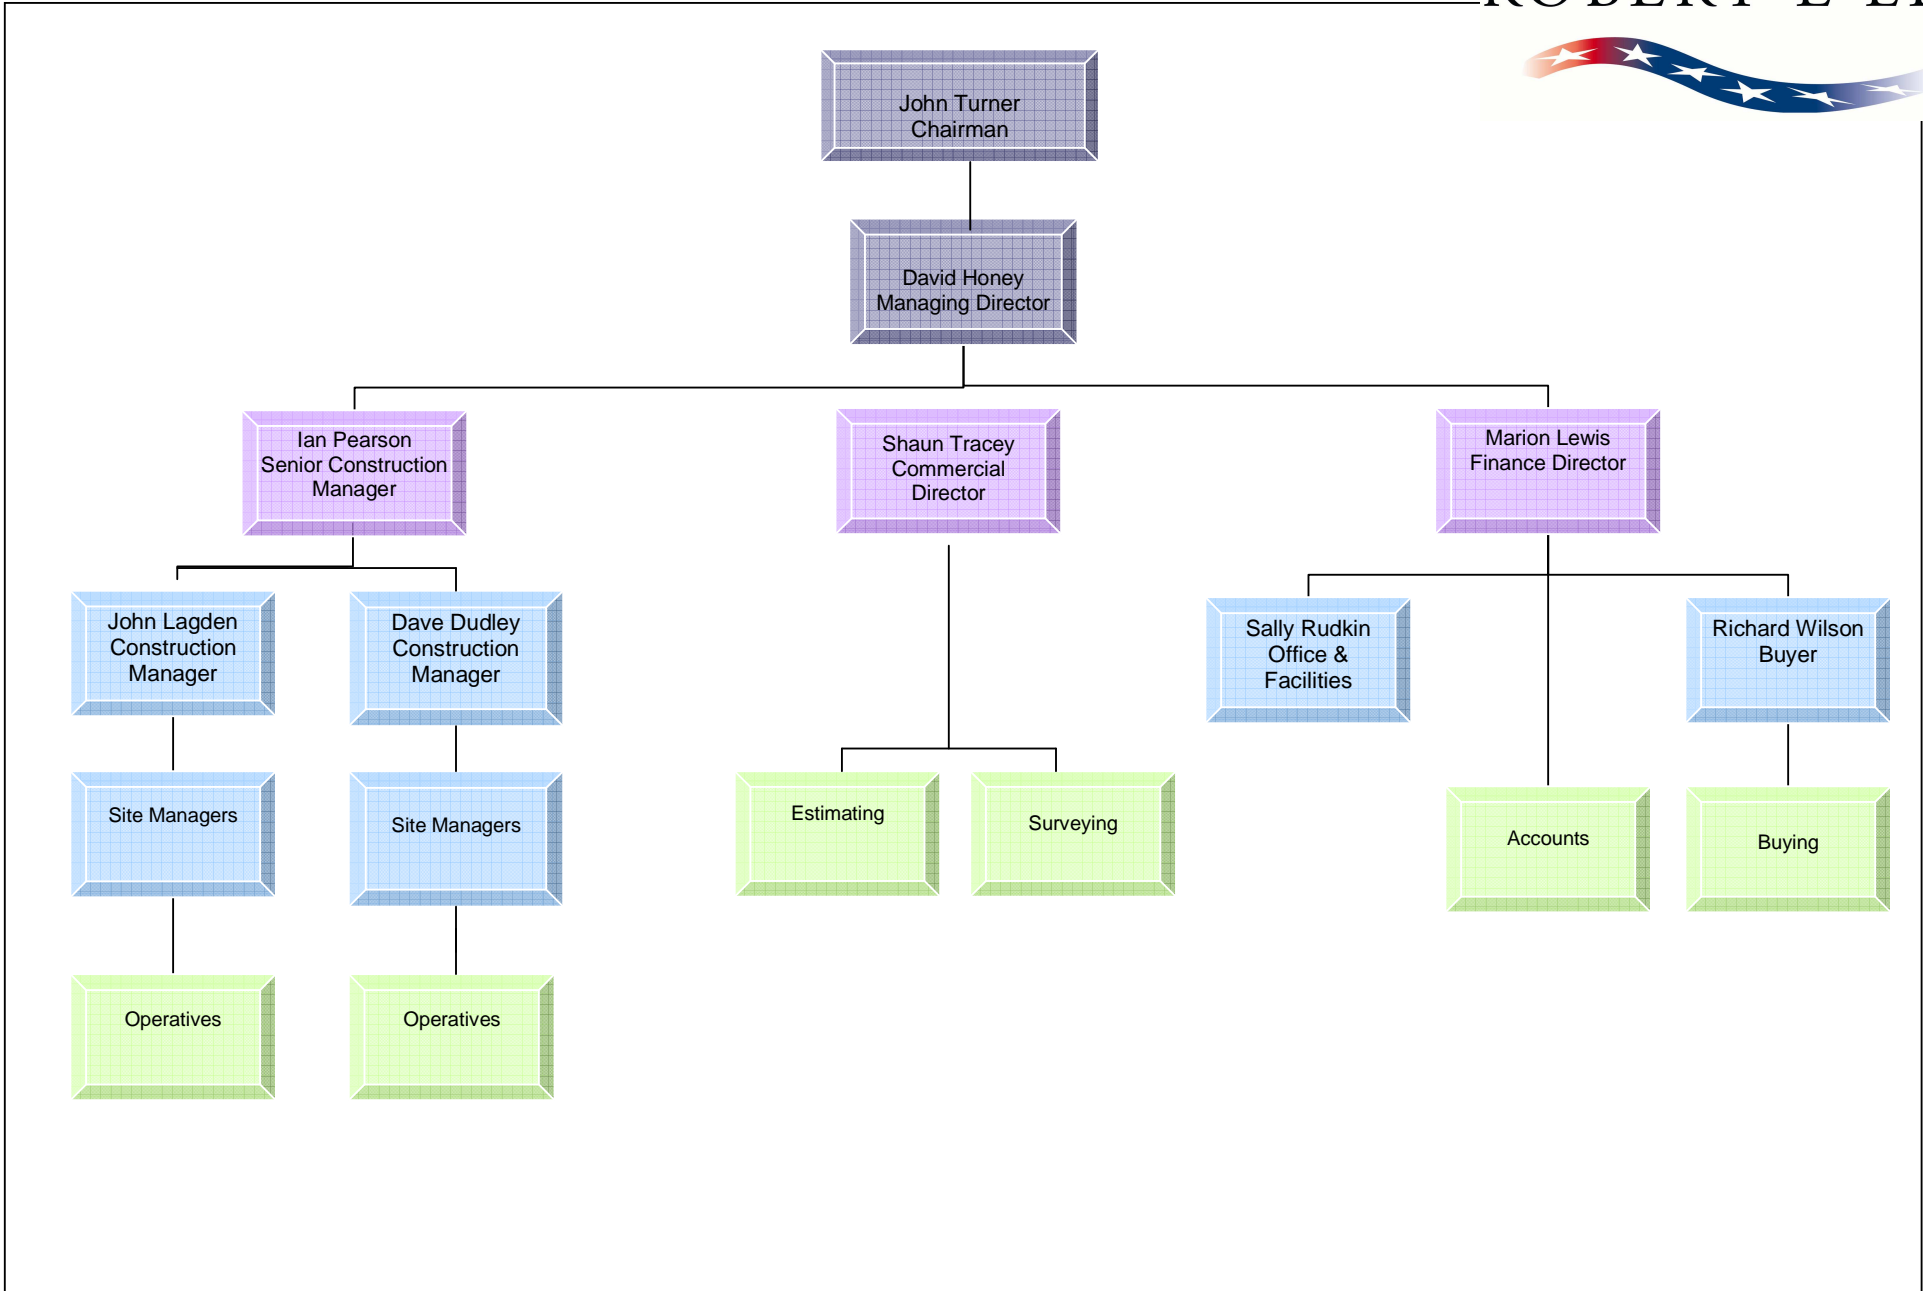 ROBERT E
John Turner
Chairman
David Honey
Managing Director
Ian Pearson
Senior Construction
Manager
Shaun Tracey
Commercial
Director
Marion Lewis
Finance Director
John Lagden
Construction
Manager
Dave Dudley
Construction
Manager
Sally Rudkin
Office &
Facilities
Richard Wilson
Buyer
Site Managers
Site Managers
Estimating
Surveying
Accounts
Buying
Operatives
Operatives